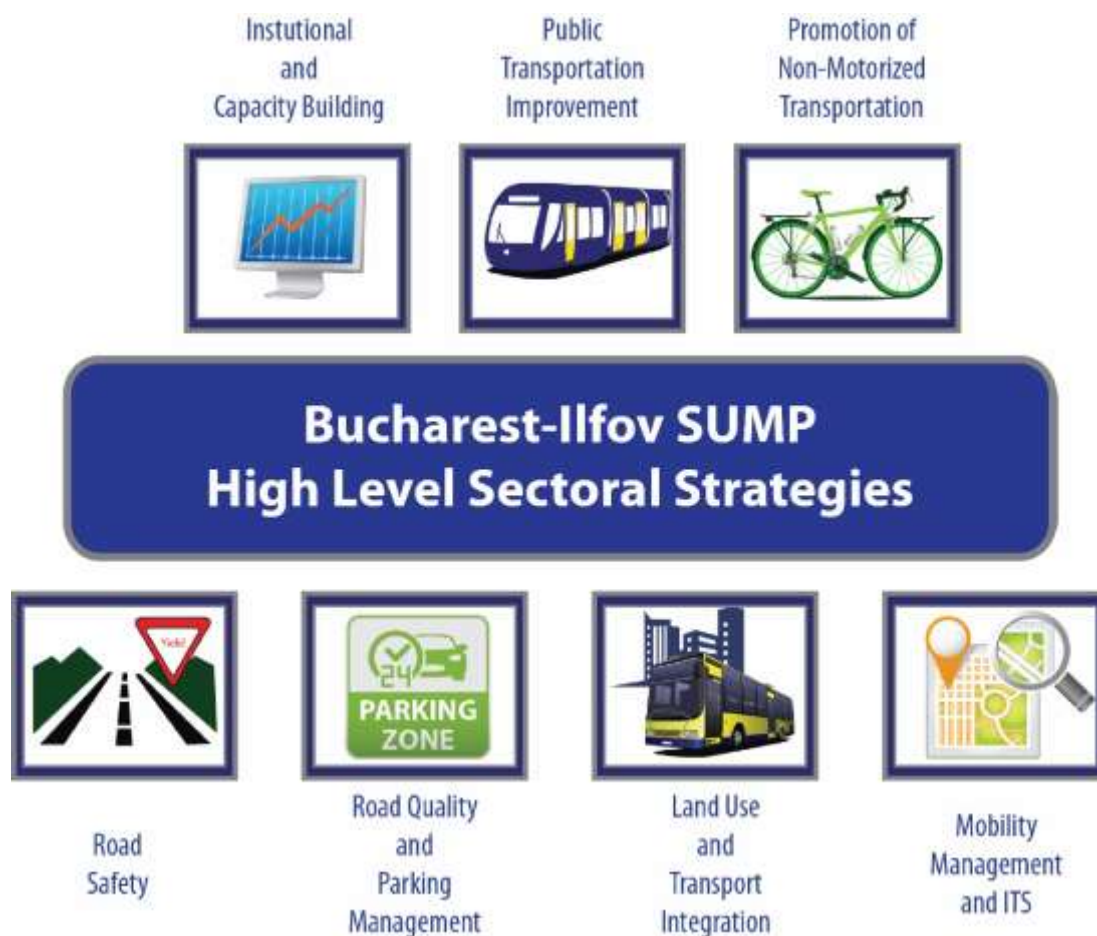 Instutional
and
Capacity Building
Public
Transportation
Improvement
Promotion of
Non-Motorized
Transportation
Bucharest-Ilfov SUMP
High Level Sectoral Strategies
Yield
24
PARKING
ZONE
Road
Safety
Road Quality
and
Parking
Management
Land Use
and
Transport
Integration
Mobility
Management
and ITS